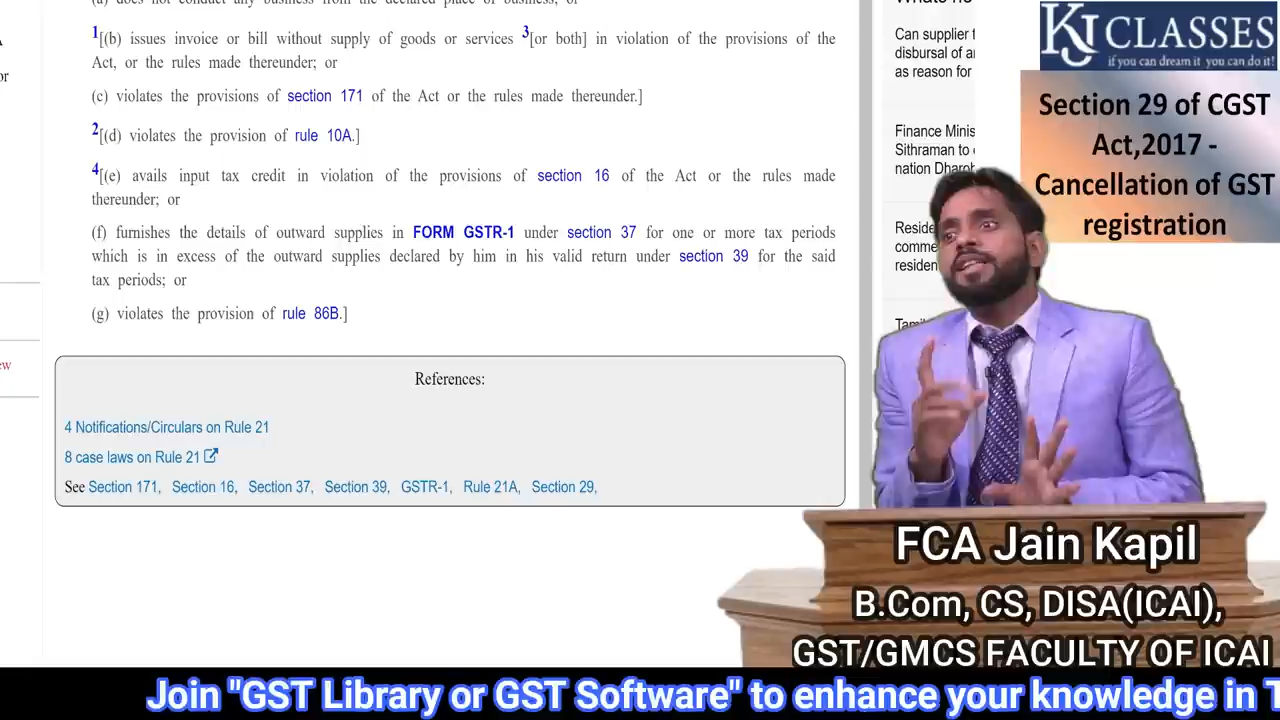 (a) does not conduct any business from the declared place of business; or
1[(b) issues invoice or bill without supply of goods or services 3[or both] in violation of the provisions of the
Act, or the rules made thereunder; or
(c) violates the provisions of section 171 of the Act or the rules made thereunder.]
2[(d) violates the provision of rule 10A.]
4[(e) avails input tax credit in violation of the provisions of section 16 of the Act or the rules made
thereunder; or
(f) furnishes the details of outward supplies in FORM GSTR-1 under section 37 for one or more tax periods
which is in excess of the outward supplies declared by him in his valid return under section 39 for the said
tax periods; or
(g) violates the provision of rule 86B.]
References:
4 Notifications/Circulars on Rule 21
8 case laws on Rule 21
See Section 171, Section 16, Section 37, Section 39, GSTR-1, Rule 21A, Section 29,
or
ew
Can supplier
disbursal of
as reason for
Finance Minis
Sithraman to
nation
Reside
comme
residen
KJ CLASSES
if you can dream it you can do it!
Section 29 of CGST
Act,2017 -
Cancellation of GST
registration
FCA Jain Kapil
B.Com, CS, DISA(ICAI),
GST/GMCS FACULTY OF ICAI
Join "GST Library or GST Software" to enhance your knowledge in T